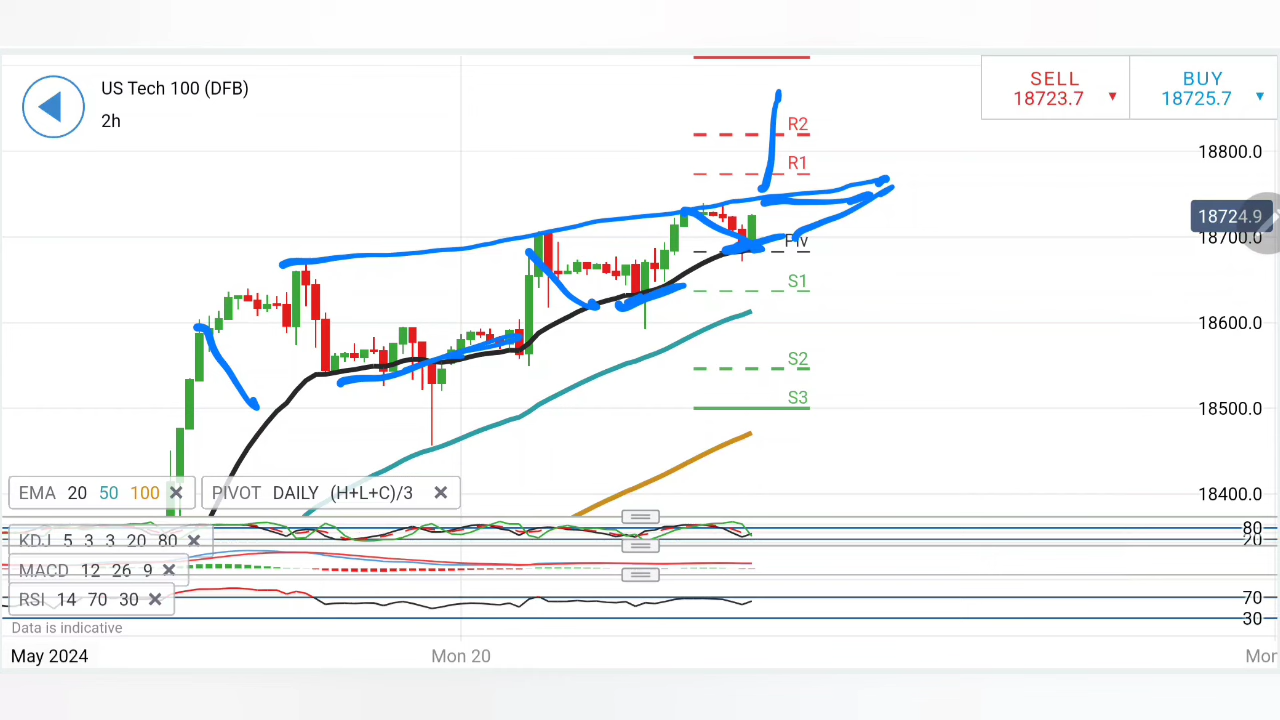 US Tech 100 (DFB)
2h
SELL
18723.7
BUY
18725.7
R2
R1
Piv
S1
S2
S3
18800.0
18724.9
18700.0
18600.0
18500.0
18400.0
EMA 20 50 100
PIVOT DAILY (H+L+C)/3
KDJ 5 3 3 20 80
80
20
MACD 12 26 9
RSI 14 70 30
70
30
Data is indicative
May 2024
Mon 20
Mon